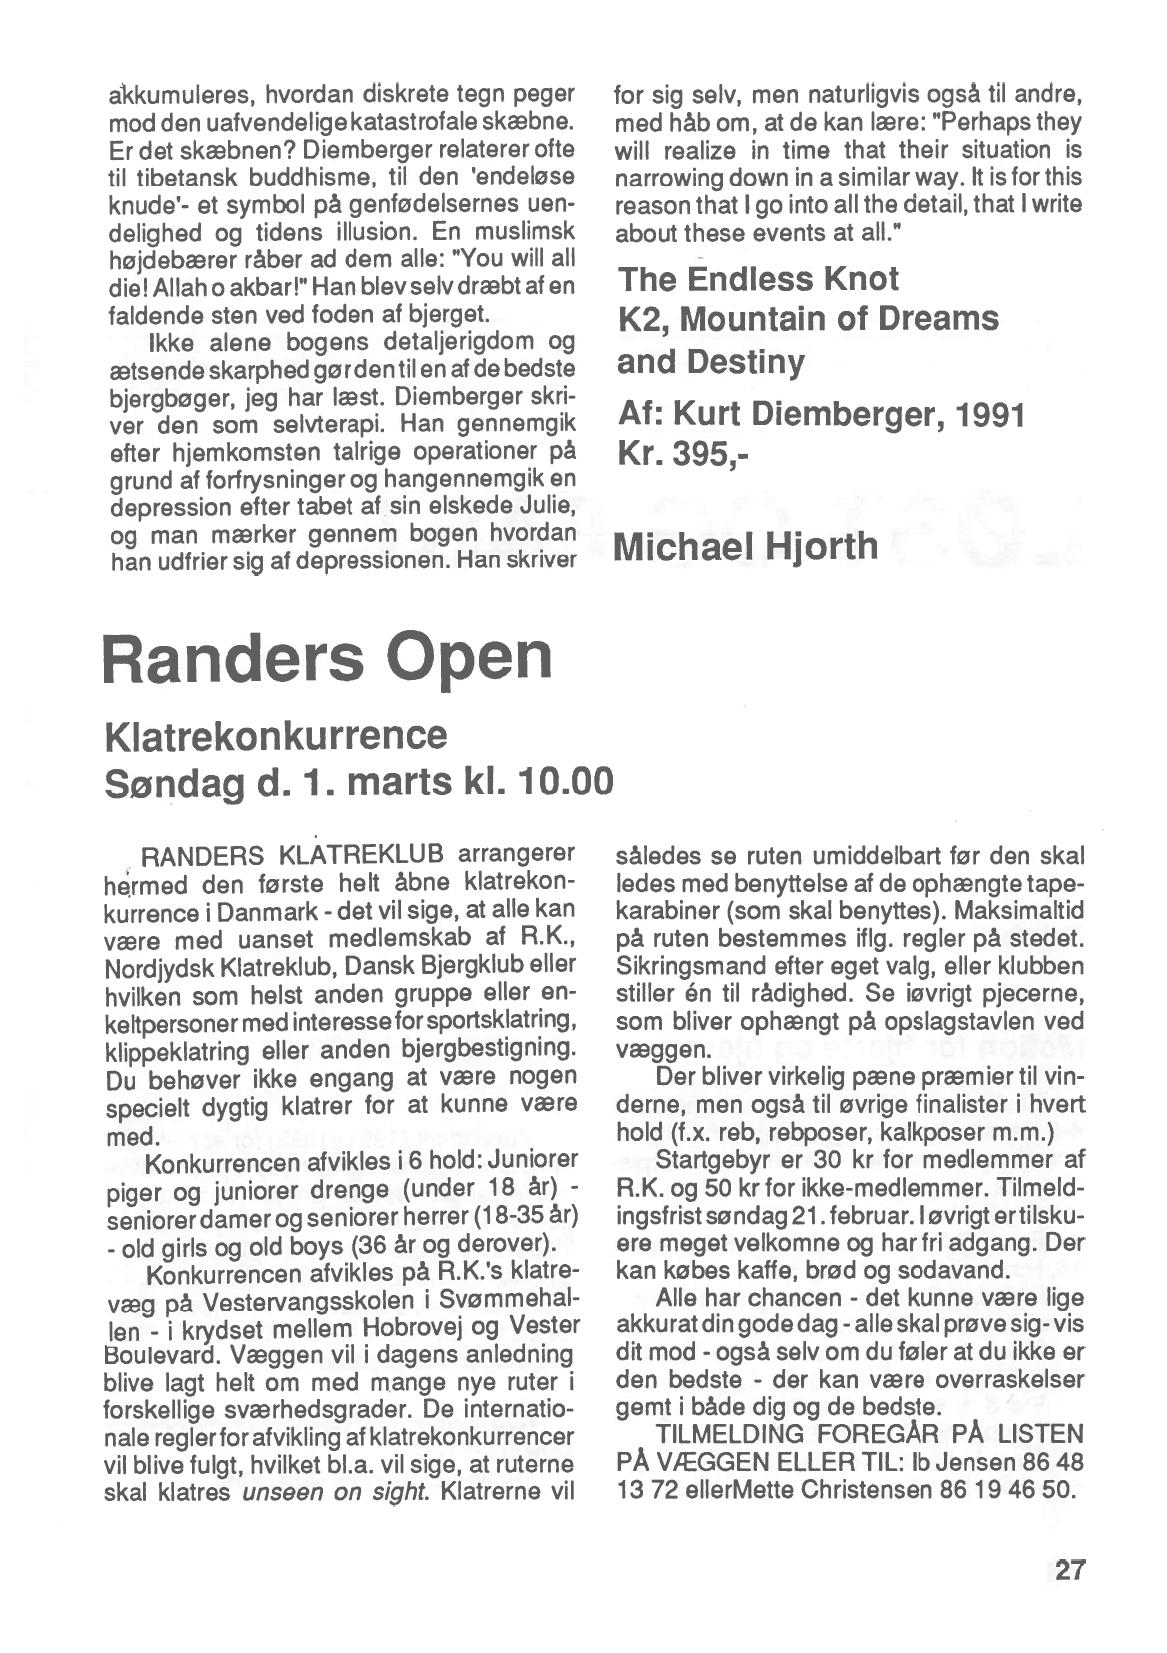 akkumuleres, hvordan diskrete tegn peger
mod den uafvendelige katastrofale skæbne.
Er det skæbnen? Diemberger relaterer ofte
til tibetansk buddhisme, til den 'endeløse
knude'- et symbol på genfødelsernes uen-
delighed og tidens illusion. En muslimsk
højdebærer råber ad dem alle: "You will all
die! Allah o akbar!" Han blev selv dræbt af en
faldende sten ved foden af bjerget.
Ikke alene bogens detaljerigdom og
ætsende skarphed gør den til en af de bedste
bjergbøger, jeg har læst. Diemberger skri-
ver den som selvterapi. Han gennemgik
efter hjemkomsten talrige operationer på
grund af forfrysninger og hangennemgik en
depression efter tabet af sin elskede Julie,
og man mærker gennem bogen hvordan
han udfrier sig af depressionen. Han skriver
for sig selv, men naturligvis også til andre,
med håb om, at de kan lære: "Perhaps they
will realize in time that their situation is
narrowing down in a similar way. It is for this
reason that I go into all the detail, that I write
about these events at all."
The Endless Knot
K2, Mountain of Dreams
and Destiny
Af: Kurt Diemberger, 1991
Kr. 395,-
Michael Hjorth
Randers Open
Klatrekonkurrence
Søndag d. 1. marts kl. 10.00
RANDERS KLATREKLUB arrangerer
hermed den første helt åbne klatrekon-
kurrence i Danmark - det vil sige, at alle kan
være med uanset medlemskab af R.K.,
Nordjydsk Klatreklub, Dansk Bjergklub eller
hvilken som helst anden gruppe eller en-
keltpersoner med interesse for sportsklatring,
klippeklatring eller anden bjergbestigning.
Du behøver ikke engang at være nogen
specielt dygtig klatrer for at kunne være
med.
Konkurrencen afvikles i 6 hold: Juniorer
piger og juniorer drenge (under 18 år) -
seniorer damer og seniorer herrer (18-35 år)
- old girls og old boys (36 år og derover).
Konkurrencen afvikles på R.K.'s klatre-
væg på Vestervangsskolen i Svømmehal-
len - i krydset mellem Hobrovej og Vester
Boulevard. Væggen vil i dagens anledning
blive lagt helt om med mange nye ruter i
forskellige sværhedsgrader. De internatio-
nale regler for afvikling af klatrekonkurrencer
vil blive fulgt, hvilket bl.a. vil sige, at ruterne
skal klatres unseen on sight. Klatrerne vil
således se ruten umiddelbart før den skal
ledes med benyttelse af de ophængte tape-
karabiner (som skal benyttes). Maksimaltid
på ruten bestemmes iflg. regler på stedet.
Sikringsmand efter eget valg, eller klubben
stiller én til rådighed. Se iøvrigt pjecerne,
som bliver ophængt på opslagstavlen ved
væggen.
Der bliver virkelig pæne præmier til vin-
derne, men også til øvrige finalister i hvert
hold (f.x. reb, rebposer, kalkposer m.m.)
Startgebyr er 30 kr for medlemmer af
R.K. og 50 kr for ikke-medlemmer. Tilmeld-
ingsfrist søndag 21. februar. I øvrigt er tilsku-
ere meget velkomne og har fri adgang. Der
kan købes kaffe, brød og sodavand.
Alle har chancen - det kunne være lige
akkurat din gode dag - alle skal prøve sig- vis
dit mod - også selv om du føler at du ikke er
den bedste - der kan være overraskelser
gemt i både dig og de bedste.
TILMELDING FOREGÅR PÅ LISTEN
PÅ VÆGGEN ELLER TIL: Ib Jensen 86 48
13 72 ellerMette Christensen 86 19 46 50.
27